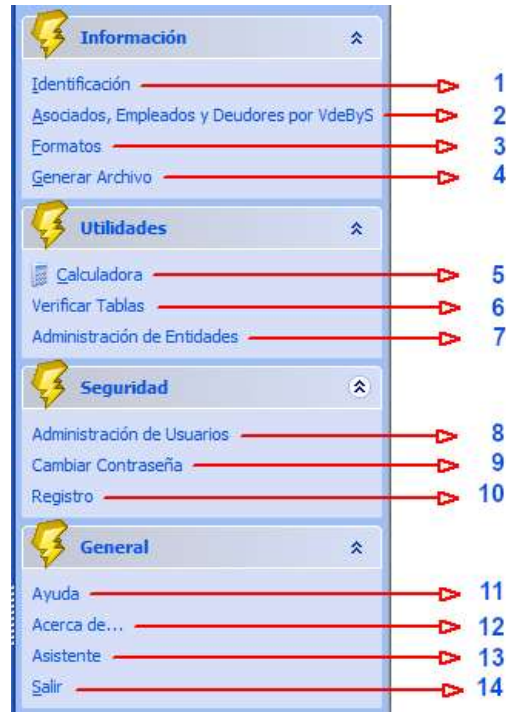 Información
Identificación 1
Asociados, Empleados y Deudores por VdeByS 2
Formatos 3
Generar Archivo 4
Utilidades
Calculadora 5
Verificar Tablas 6
Administración de Entidades 7
Seguridad
Administración de Usuarios 8
Cambiar Contraseña 9
Registro 10
General
Ayuda 11
Acerca de... 12
Asistente 13
Salir 14